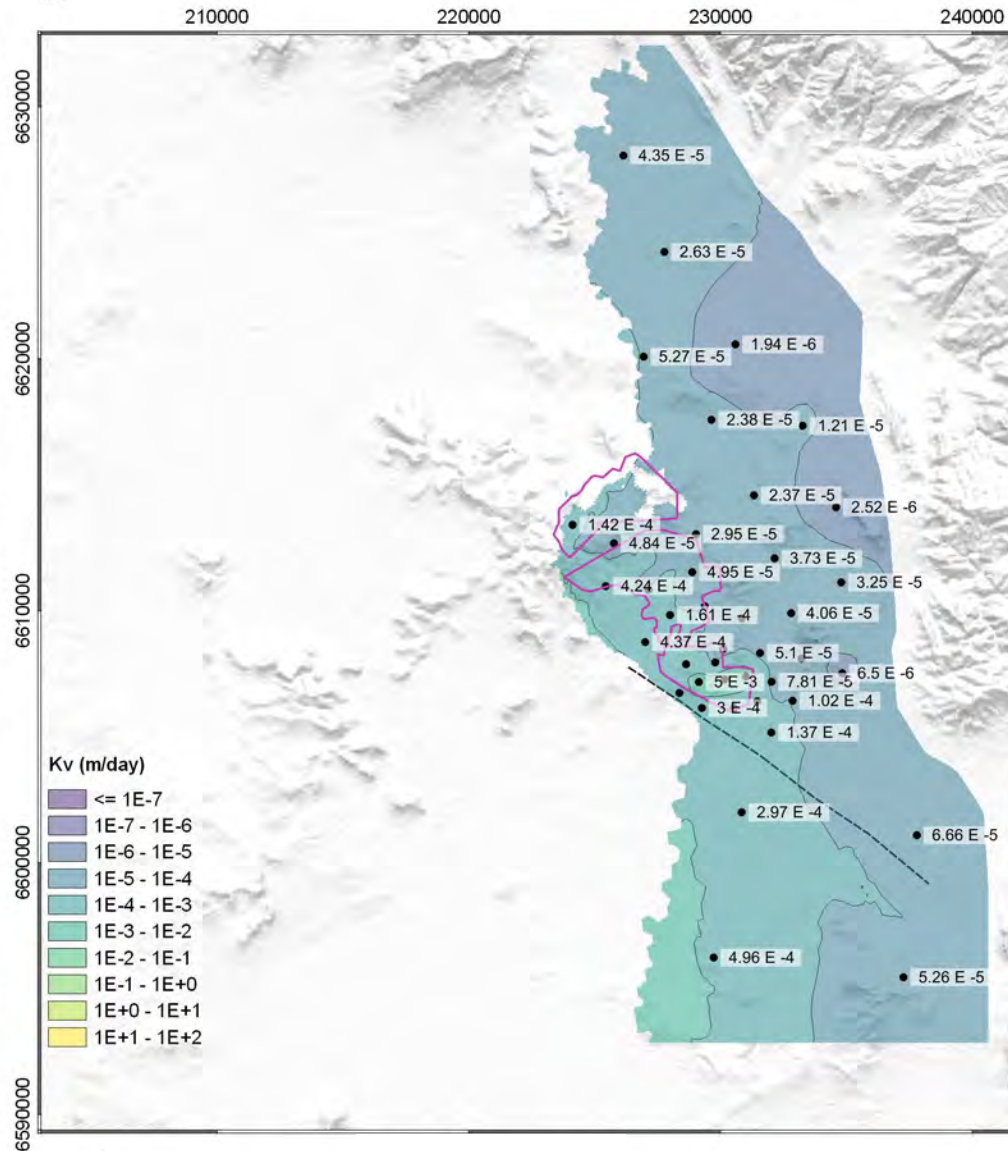 210000 220000 230000 240000
6630000
6620000
6610000
6600000
6590000
4.35 E -5
2.63 E -5
1.94 E -6
5.27 E -5
2.38 E -5
1.21 E -5
2.37 E -5
2.52 E -6
1.42 E -4
2.95 E -5
4.84 E -5
3.73 E -5
4.95 E -5
3.25 E -5
4.24 E -4
1.61 E -4
4.06 E -5
4.37 E -4
5.1 E -5
6.5 E -6
5 E -3
7.81 E -5
1.02 E -4
3 E -4
1.37 E -4
2.97 E -4
6.66 E -5
4.96 E -4
5.26 E -5
Kv (m/day)
<= 1E-7
1E-7 - 1E-6
1E-6 - 1E-5
1E-5 - 1E-4
1E-4 - 1E-3
1E-3 - 1E-2
1E-2 - 1E-1
1E-1 - 1E+0
1E+0 - 1E+1
1E+1 - 1E+2